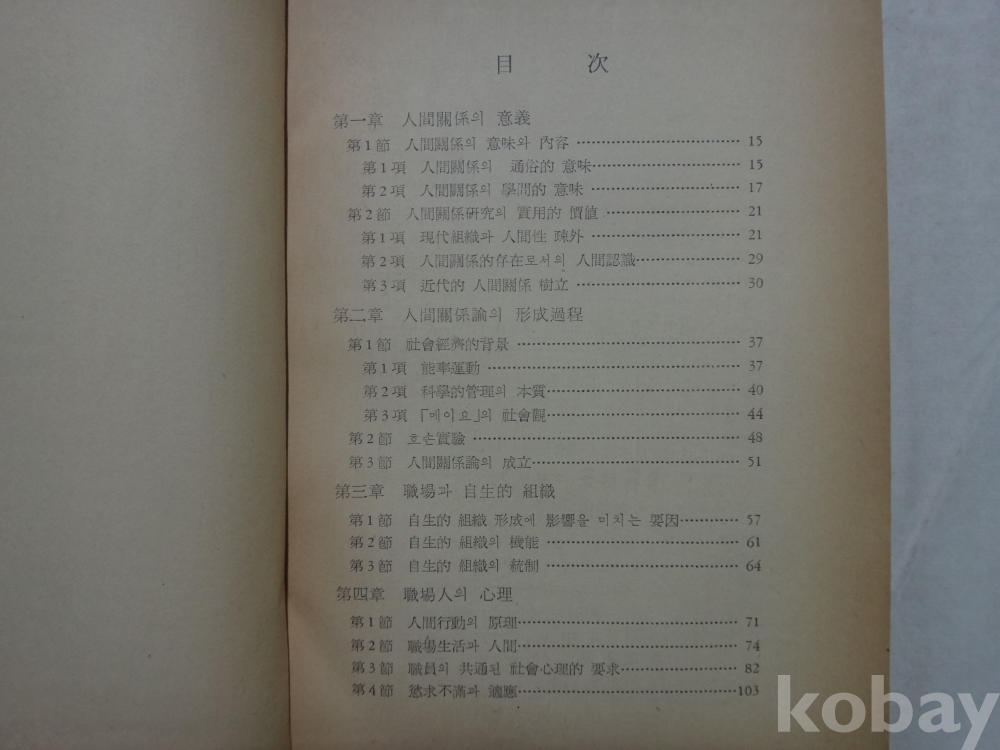 目 次
第一章 人間關係의 意義
第1節 人間關係의 意味와 內容 15
第1項 人間關係의 通俗的 意味 15
第2項 人間關係의 學問的 意味 17
第2節 人間關係硏究의 實用的 價値 21
第1項 現代組織과 人間性 疎外 21
第2項 人間關係的存在로서의 人間認識 29
第3項 近代的 人間關係 樹立 30
第二章 人間關係論의 形成過程
第1節 社會經濟的背景 37
第1項 能率運動 37
第2項 科學的管理의 本質 40
第3項 「메이요」의 社會觀 44
第2節 호손實驗 48
第3節 人間關係論의 成立 51
第三章 職場과 自生的 組織
第1節 自生的 組織 形成에 影響을 미치는 要因 57
第2節 自生的 組織의 機能 61
第3節 自生的 組織의 統制 64
第四章 職場人의 心理
第1節 人間行動의 原理 71
第2節 職場生活과 人間 74
第3節 職員의 共通된 社會心理的 要求 82
第4節 慾求不滿과 適應 103
kobay